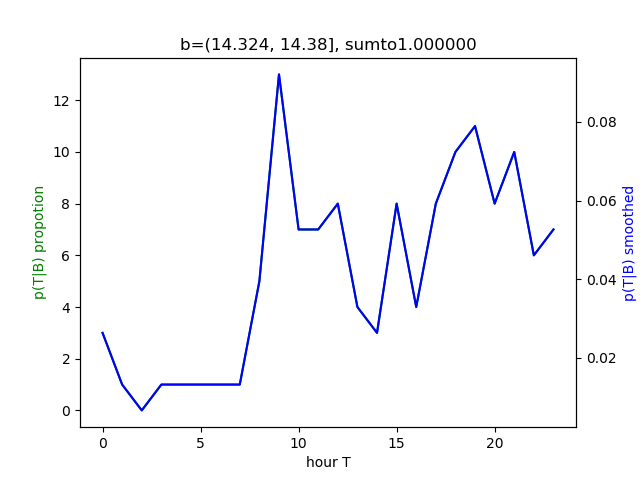 b=(14.324, 14.38], sumto1.000000
12
10
8
6
4
2
0
p(T|B) propotion
0.08
0.06
0.04
0.02
p(T|B) smoothed
0 5 10 15 20
hour T